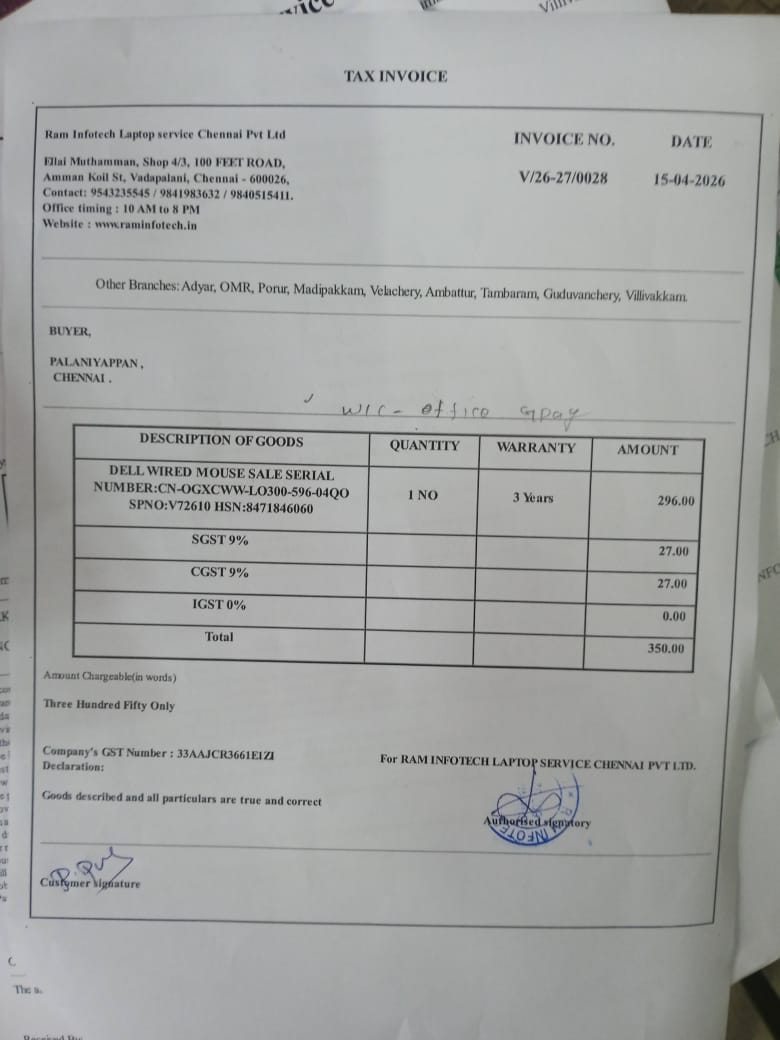 TAX INVOICE
Ram Infotech Laptop service Chennai Pvt Ltd
Ellai Muthamman, Shop 4/3, 100 FEET ROAD,
Amman Koil St, Vadapalani, Chennai - 600026,
Contact: 9543235545 / 9841983632 / 9840515411.
Office timing : 10 AM to 8 PM
Website : www.raminfotech.in
INVOICE NO. DATE
V/26-27/0028 15-04-2026
Other Branches: Adyar, OMR, Porur, Madipakkam, Velachery, Ambattur, Tambaram, Guduvanchery, Villivakkam.
BUYER,
PALANIYAPPAN,
CHENNAI .
office Gpay
DESCRIPTION OF GOODS QUANTITY WARRANTY AMOUNT
DELL WIRED MOUSE SALE SERIAL
NUMBER:CN-OGXCWW-LO300-596-04QO
SPNO:V72610 HSN:8471846060
1 NO 3 Years 296.00
SGST 9% 27.00
CGST 9% 27.00
IGST 0% 0.00
Total 350.00
Amount Chargeable(in words)
Three Hundred Fifty Only
Company's GST Number : 33AAJCR3661E1ZI
Declaration:
Goods described and all particulars are true and correct
For RAM INFOTECH LAPTOP SERVICE CHENNAI PVT LTD.
Authorised signatory
Customer signature